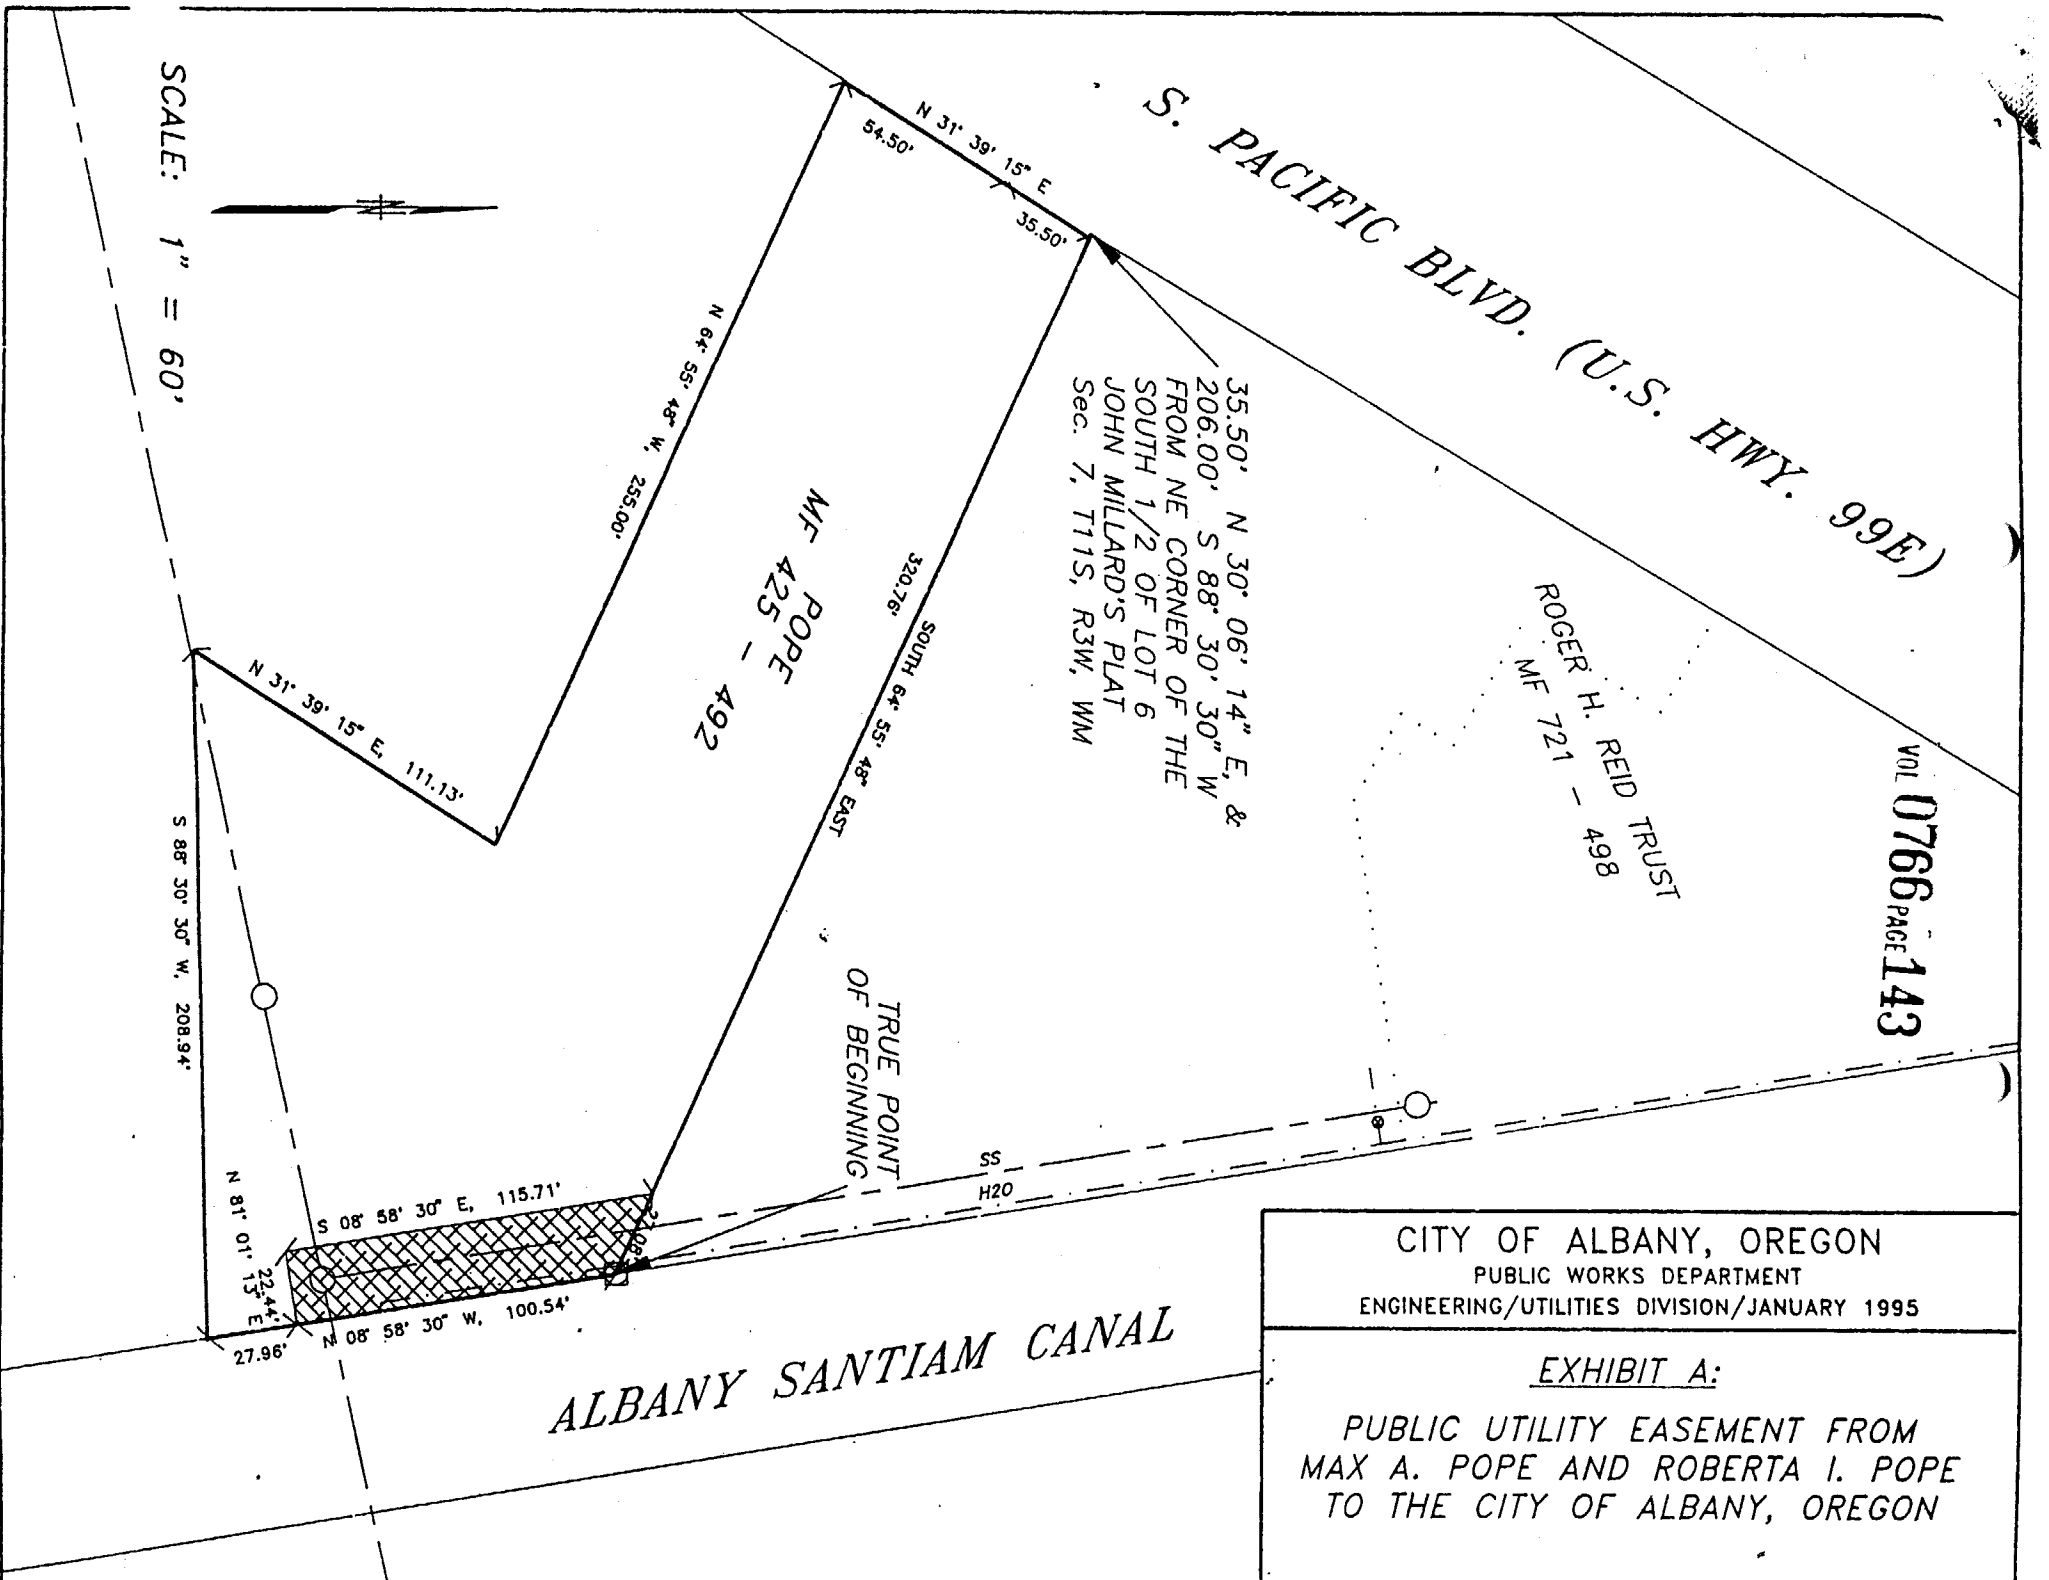 SCALE: 1" = 60'
S. PACIFIC BLVD. (U.S. HWY. 99E)
N 31° 39' 15" E
54.50'
35.50'
35.50' N 30° 06' 14" E, &
206.00' S 88° 30' 30" W
FROM NE CORNER OF THE
SOUTH 1/2 OF LOT 6
JOHN MILLARD'S PLAT
Sec. 7, T11S, R3W, WM
N 64° 55' 48" W, 255.00'
POPE
MF 425 - 492
320.76'
SOUTH 64° 55' 48" EAST
ROGER H. REID TRUST
MF 721 - 498
VOL 0766 PAGE 143
N 31° 39' 15" E, 111.13'
S 88° 30' 30" W, 208.94'
TRUE POINT
OF BEGINNING
SS
H2O
S 08° 58' 30" E, 115.71'
N 81° 01' 13" E
22.44'
27.96'
N 08° 58' 30" W, 100.54'
ALBANY SANTIAM CANAL
CITY OF ALBANY, OREGON
PUBLIC WORKS DEPARTMENT
ENGINEERING/UTILITIES DIVISION/JANUARY 1995
EXHIBIT A:
PUBLIC UTILITY EASEMENT FROM
MAX A. POPE AND ROBERTA I. POPE
TO THE CITY OF ALBANY, OREGON